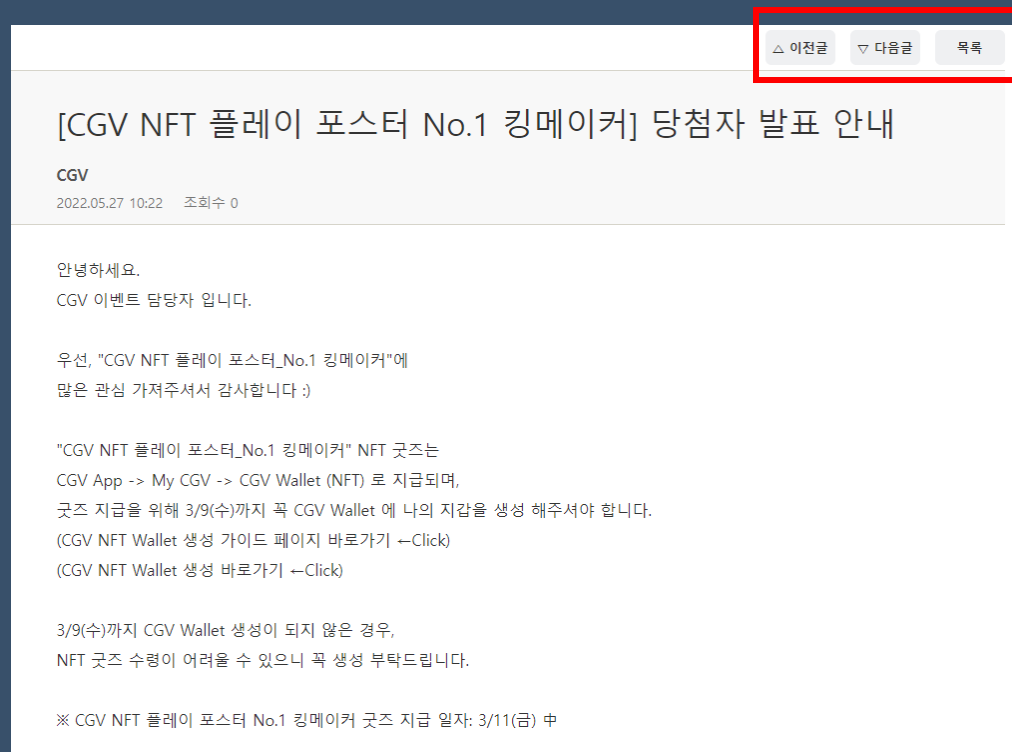 △ 이전글 ▽ 다음글 목록
[CGV NFT 플레이 포스터 No.1 킹메이커] 당첨자 발표 안내
CGV
2022.05.27 10:22 조회수 0
안녕하세요.
CGV 이벤트 담당자 입니다.
우선, "CGV NFT 플레이 포스터_No.1 킹메이커"에
많은 관심 가져주셔서 감사합니다 :)
"CGV NFT 플레이 포스터_No.1 킹메이커" NFT 굿즈는
CGV App -> My CGV -> CGV Wallet (NFT) 로 지급되며,
굿즈 지급을 위해 3/9(수)까지 꼭 CGV Wallet 에 나의 지갑을 생성 해주셔야 합니다.
(CGV NFT Wallet 생성 가이드 페이지 바로가기 ←Click)
(CGV NFT Wallet 생성 바로가기 ←Click)
3/9(수)까지 CGV Wallet 생성이 되지 않은 경우,
NFT 굿즈 수령이 어려울 수 있으니 꼭 생성 부탁드립니다.
※ CGV NFT 플레이 포스터 No.1 킹메이커 굿즈 지급 일자: 3/11(금) 中